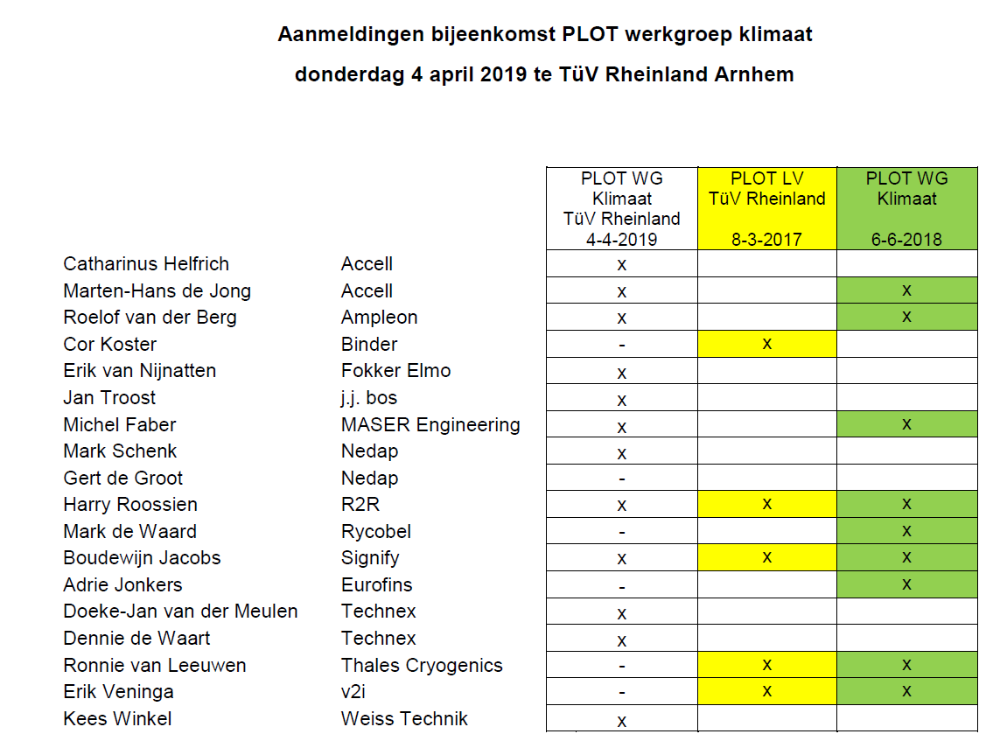 Aanmeldingen bijeenkomst PLOT werkgroep klimaat
donderdag 4 april 2019 te TüV Rheinland Arnhem
PLOT WG PLOT LV PLOT WG
Klimaat TüV Rheinland Klimaat
TüV Rheinland
4-4-2019 8-3-2017 6-6-2018
Catharinus Helfrich Accell x
Marten-Hans de Jong Accell x x
Roelof van der Berg Ampleon x x
Cor Koster Binder - x
Erik van Nijnatten Fokker Elmo x
Jan Troost j.j. bos x
Michel Faber MASER Engineering x x
Mark Schenk Nedap x
Gert de Groot Nedap -
Harry Roossien R2R x x x
Mark de Waard Rycobel - x
Boudewijn Jacobs Signify x x x
Adrie Jonkers Eurofins - x
Doeke-Jan van der Meulen Technex x
Dennie de Waart Technex x
Ronnie van Leeuwen Thales Cryogenics - x x
Erik Veninga v2i - x x
Kees Winkel Weiss Technik x